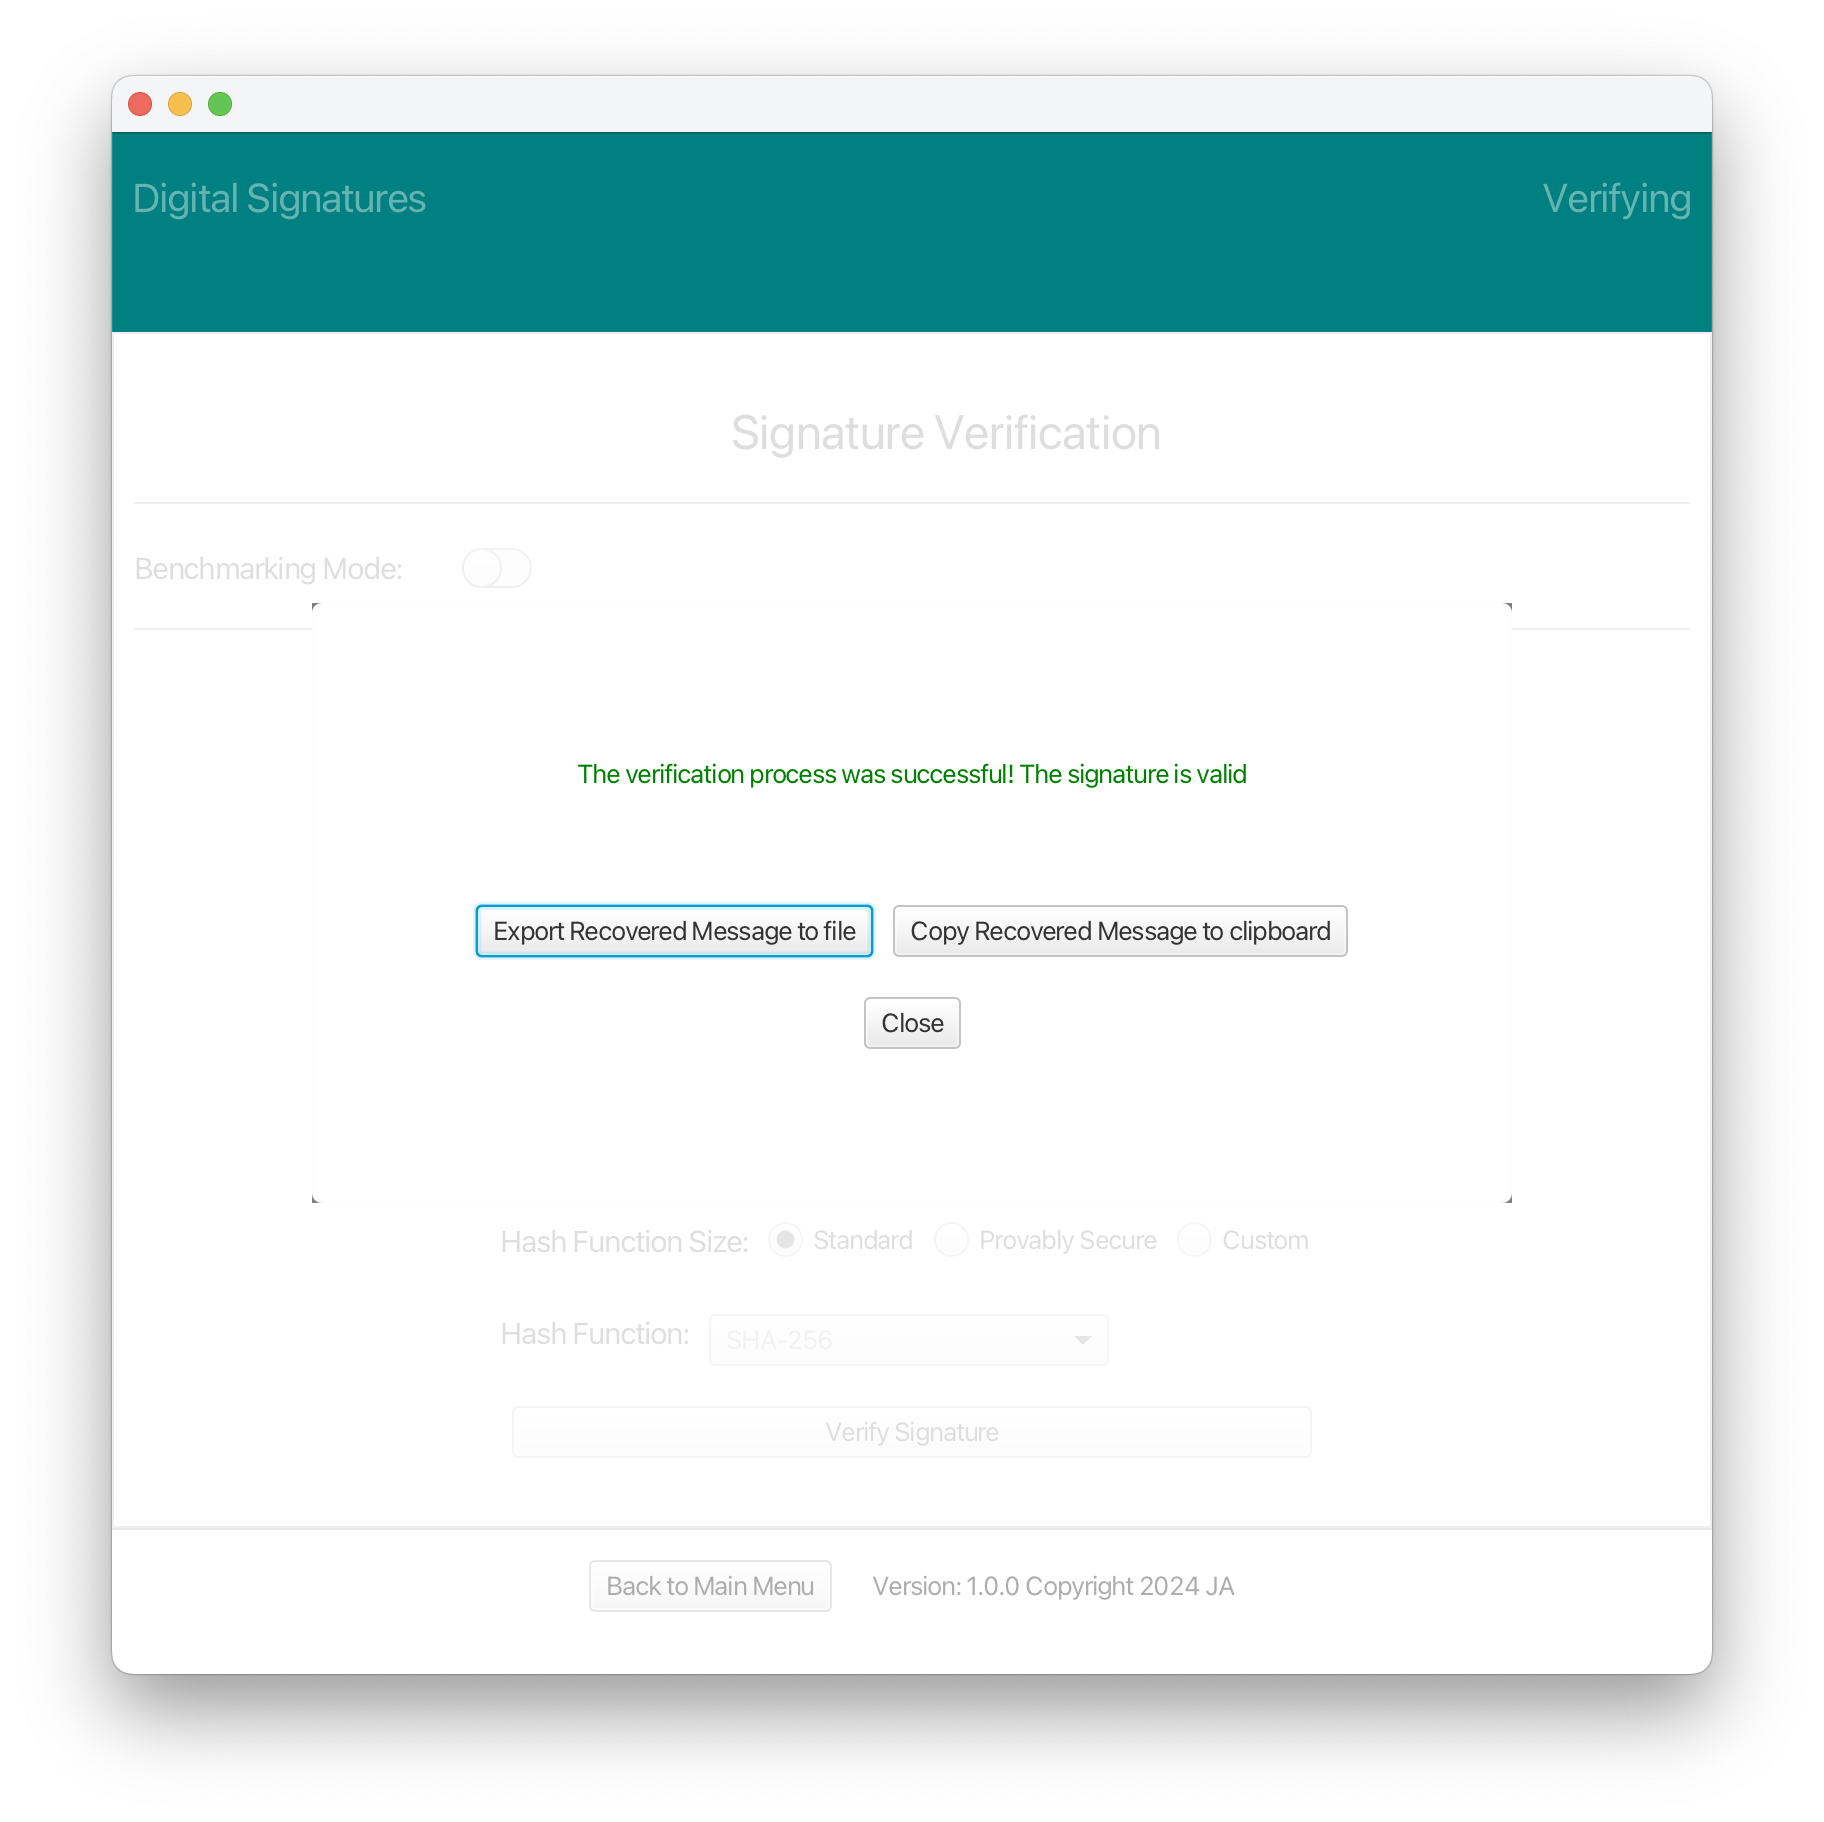 Digital Signatures
Verifying
Signature Verification
Benchmarking Mode:
The verification process was successful! The signature is valid
Export Recovered Message to file
Copy Recovered Message to clipboard
Close
Hash Function Size: Standard Provably Secure Custom
Hash Function: SHA-256
Verify Signature
Back to Main Menu
Version: 1.0.0 Copyright 2024 JA